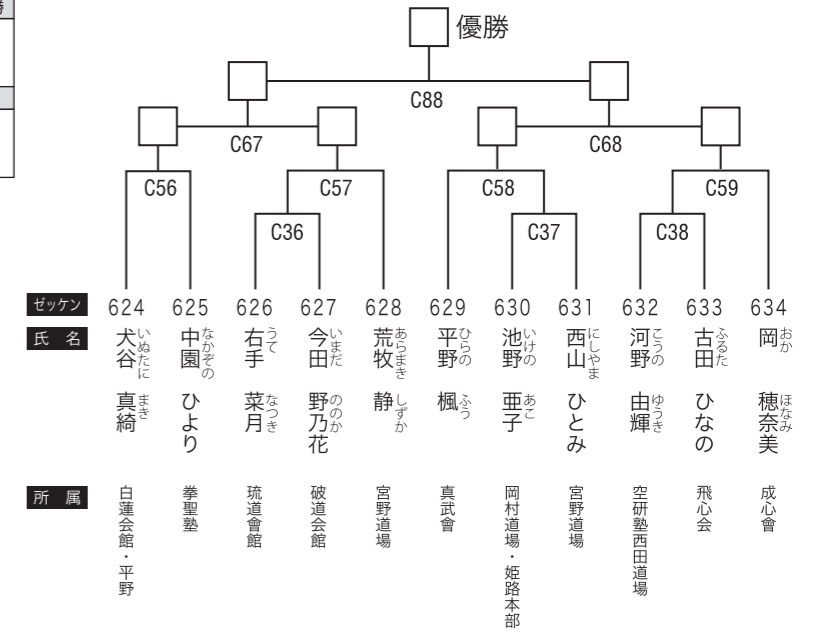 勝
優勝
C88
C67
C68
C56
C57
C58
C59
C36
C37
C38
ゼッケン
624
625
626
627
628
629
630
631
632
633
634
氏 名
犬谷 真綺
いぬたに まき
中園 ひより
なかぞの
右手 菜月
うて なつき
今田 野乃花
いまだ ののか
荒牧 静
あらまき しずか
平野 楓
ひらの ふう
池野 亜子
いけの あこ
西山 ひとみ
にしやま
河野 由輝
こうの ゆうき
古田 ひなの
ふるた
岡 穂奈美
おか ほなみ
所 属
白蓮会館・平野
拳聖塾
琉道會館
破道会館
宮野道場
真武會
岡村道場・姫路本部
宮野道場
空研塾西田道場
飛心会
成心會